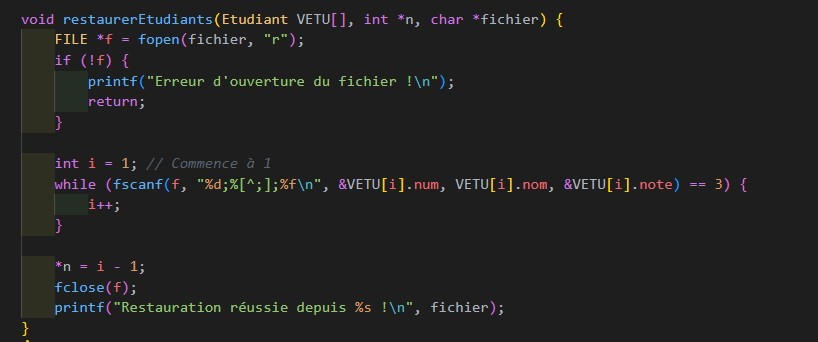 void restaurerEtudiants(Etudiant VETU[], int *n, char *fichier) {
    FILE *f = fopen(fichier, "r");
    if (!f) {
        printf("Erreur d'ouverture du fichier !\n");
        return;
    }

    int i = 1; // Commence à 1
    while (fscanf(f, "%d;%[^;];%f\n", &VETU[i].num, VETU[i].nom, &VETU[i].note) == 3) {
        i++;
    }

    *n = i - 1;
    fclose(f);
    printf("Restauration réussie depuis %s !\n", fichier);
}